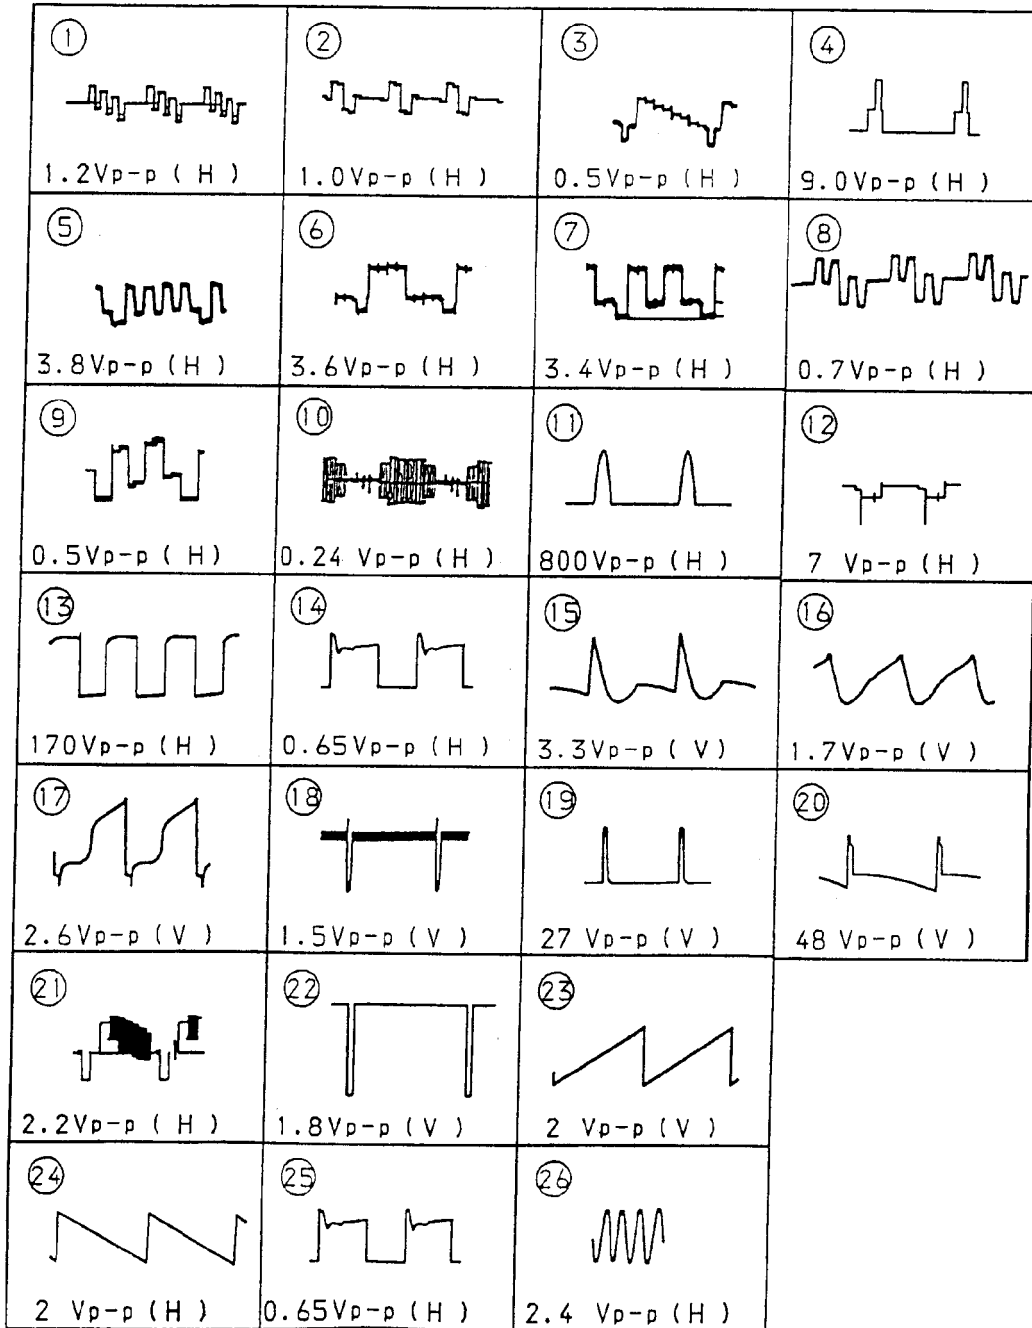 ① ② ③ ④
1.2Vp-p ( H ) 1.0Vp-p ( H ) 0.5Vp-p ( H ) 9.0Vp-p ( H )
⑤ ⑥ ⑦ ⑧
3.8Vp-p ( H ) 3.6Vp-p ( H ) 3.4Vp-p ( H ) 0.7Vp-p ( H )
⑨ ⑩ ⑪ ⑫
0.5Vp-p ( H ) 0.24 Vp-p ( H ) 800Vp-p ( H ) 7 Vp-p ( H )
⑬ ⑭ ⑮ ⑯
170Vp-p ( H ) 0.65Vp-p ( H ) 3.3Vp-p ( V ) 1.7Vp-p ( V )
⑰ ⑱ ⑲ ⑳
2.6Vp-p ( V ) 1.5Vp-p ( V ) 27 Vp-p ( V ) 48 Vp-p ( V )
㉑ ㉒ ㉓
2.2Vp-p ( H ) 1.8Vp-p ( V ) 2 Vp-p ( V )
㉔ ㉕ ㉖
2 Vp-p ( H ) 0.65Vp-p ( H ) 2.4 Vp-p ( H )